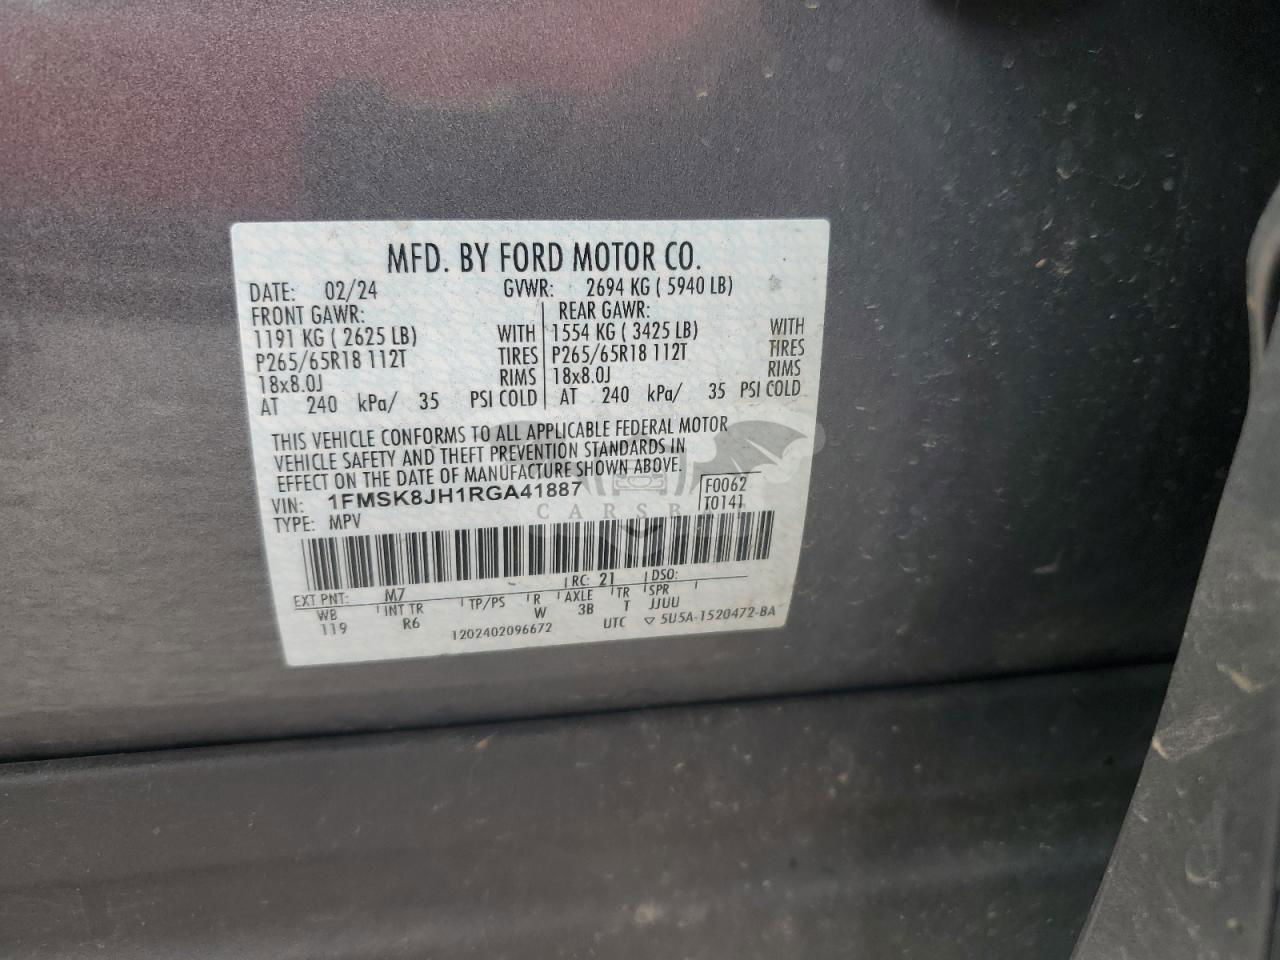 MFD. BY FORD MOTOR CO.
DATE: 02/24 GVWR: 2694 KG ( 5940 LB)
FRONT GAWR: REAR GAWR:
1191 KG ( 2625 LB) WITH 1554 KG ( 3425 LB) WITH
P265/65R18 112T TIRES P265/65R18 112T TIRES
18x8.0J RIMS 18x8.0J RIMS
AT 240 kPa/ 35 PSI COLD AT 240 kPa/ 35 PSI COLD
THIS VEHICLE CONFORMS TO ALL APPLICABLE FEDERAL MOTOR
VEHICLE SAFETY AND THEFT PREVENTION STANDARDS IN
EFFECT ON THE DATE OF MANUFACTURE SHOWN ABOVE.
VIN: 1FMSK8JH1RGA41887 F0062
TYPE: MPV T0141
EXT PNT: M7 RC: 21 DSO:
WB INT TR TP/PS R AXLE TR SPR
119 R6 W 3B T JJUU
1202402096672 UTC ▽ 5U5A-1520472-BA